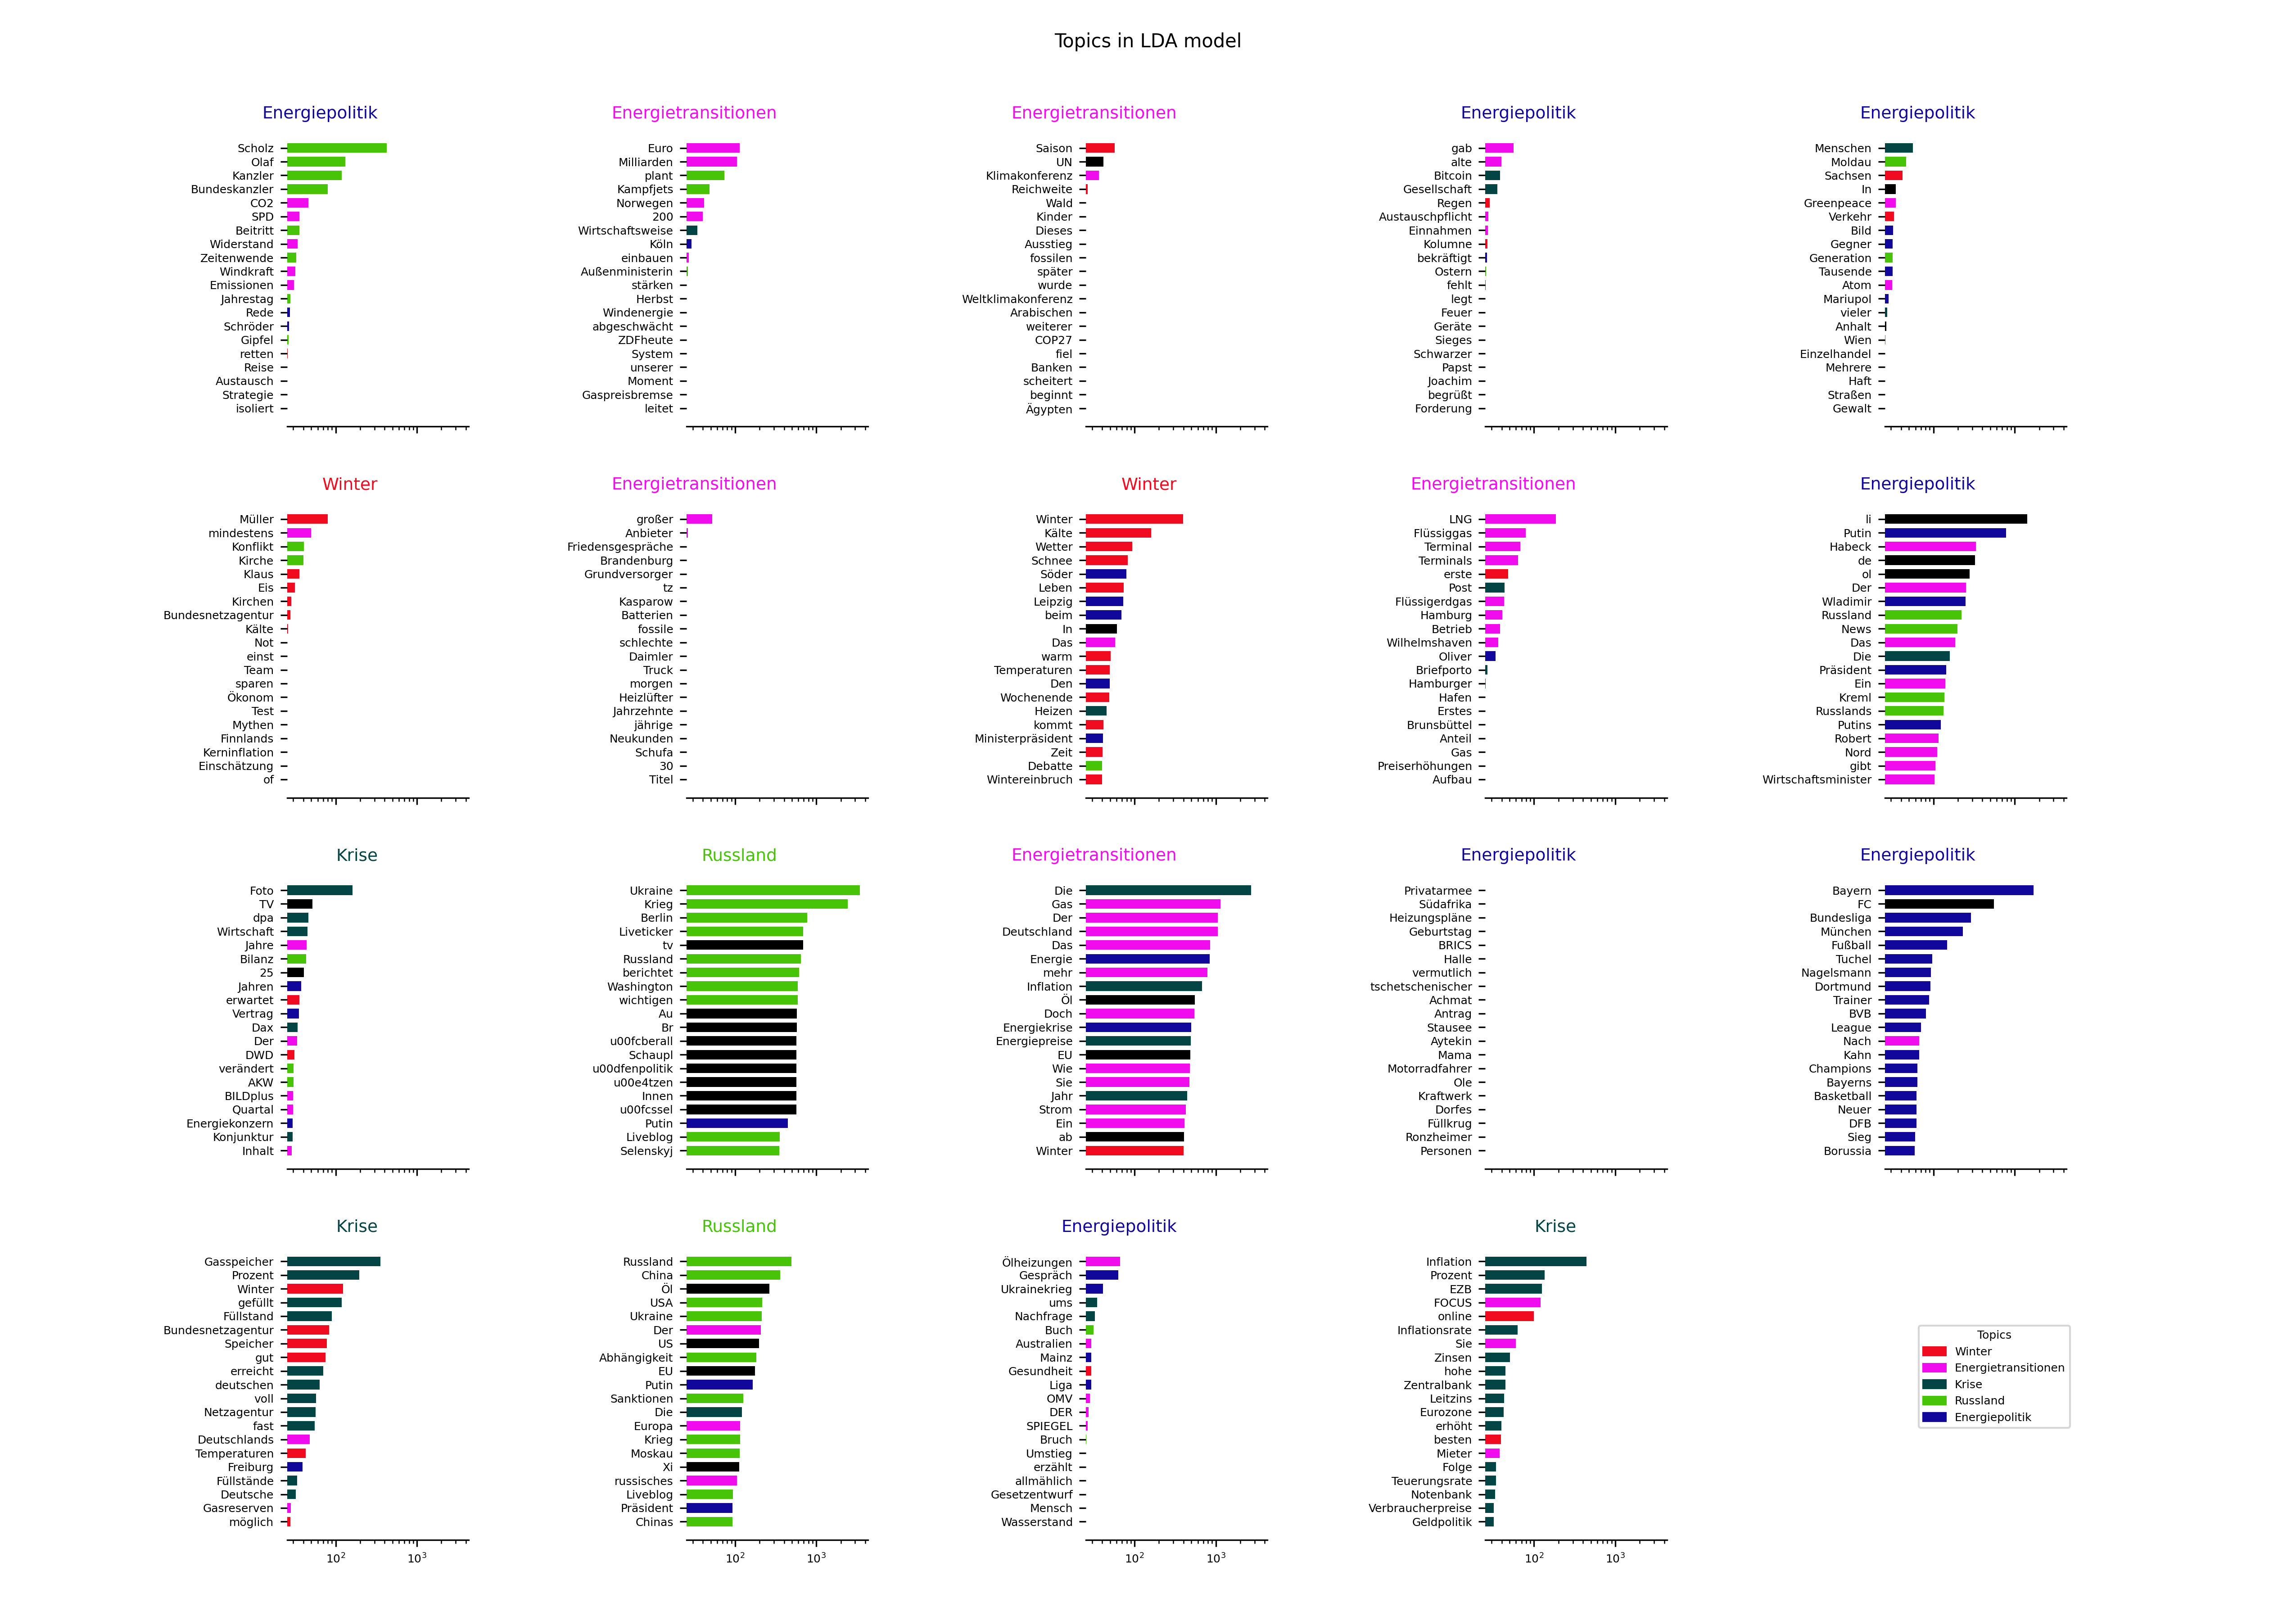 Topics in LDA model
Energiepolitik
Scholz
Olaf
Kanzler
Bundeskanzler
CO2
SPD
Beitritt
Widerstand
Zeitenwende
Windkraft
Emissionen
Jahrestag
Rede
Schröder
Gipfel
retten
Reise
Austausch
Strategie
isoliert
Energietransitionen
Euro
Milliarden
plant
Kampfjets
Norwegen
200
Wirtschaftsweise
Köln
einbauen
Außenministerin
stärken
Herbst
Windenergie
abgeschwächt
ZDFheute
System
unserer
Moment
Gaspreisbremse
leitet
Energietransitionen
Saison
UN
Klimakonferenz
Reichweite
Wald
Kinder
Dieses
Ausstieg
fossilen
später
wurde
Weltklimakonferenz
Arabischen
weiterer
COP27
fiel
Banken
scheitert
beginnt
Ägypten
Energiepolitik
gab
alte
Bitcoin
Gesellschaft
Regen
Austauschpflicht
Einnahmen
Kolumne
bekräftigt
Ostern
fehlt
legt
Feuer
Geräte
Sieges
Schwarzer
Papst
Joachim
begrüßt
Forderung
Energiepolitik
Menschen
Moldau
Sachsen
In
Greenpeace
Verkehr
Bild
Gegner
Generation
Tausende
Atom
Mariupol
vieler
Anhalt
Wien
Einzelhandel
Mehrere
Haft
Straßen
Gewalt
Winter
Müller
mindestens
Konflikt
Kirche
Klaus
Eis
Kirchen
Bundesnetzagentur
Kälte
Not
einst
Team
sparen
Ökonom
Test
Mythen
Finnlands
Kerninflation
Einschätzung
of
Energietransitionen
großer
Anbieter
Friedensgespräche
Brandenburg
Grundversorger
tz
Kasparow
Batterien
fossile
schlechte
Daimler
Truck
morgen
Heizlüfter
Jahrzehnte
jährige
Neukunden
Schufa
30
Titel
Winter
Winter
Kälte
Wetter
Schnee
Söder
Leben
Leipzig
beim
In
Das
warm
Temperaturen
Den
Wochenende
Heizen
kommt
Ministerpräsident
Zeit
Debatte
Wintereinbruch
Energietransitionen
LNG
Flüssiggas
Terminal
Terminals
erste
Post
Flüssigerdgas
Hamburg
Betrieb
Wilhelmshaven
Oliver
Briefporto
Hamburger
Hafen
Erstes
Brunsbüttel
Anteil
Gas
Preiserhöhungen
Aufbau
Energiepolitik
li
Putin
Habeck
de
ol
Der
Wladimir
Russland
News
Das
Die
Präsident
Ein
Kreml
Russlands
Putins
Robert
Nord
gibt
Wirtschaftsminister
Krise
Foto
TV
dpa
Wirtschaft
Jahre
Bilanz
25
Jahren
erwartet
Vertrag
Dax
Der
DWD
verändert
AKW
BILDplus
Quartal
Energiekonzern
Konjunktur
Inhalt
Russland
Ukraine
Krieg
Berlin
Liveticker
tv
Russland
berichtet
Washington
wichtigen
Au
Br
u00fcberall
Schaupl
u00dfenpolitik
u00e4tzen
Innen
u00fcssel
Putin
Liveblog
Selenskyj
Energietransitionen
Die
Gas
Der
Deutschland
Das
Energie
mehr
Inflation
Öl
Doch
Energiekrise
Energiepreise
EU
Wie
Sie
Jahr
Strom
Ein
ab
Winter
Energiepolitik
Privatarmee
Südafrika
Heizungspläne
Geburtstag
BRICS
Halle
vermutlich
tschetschenischer
Achmat
Antrag
Stausee
Aytekin
Mama
Motorradfahrer
Ole
Kraftwerk
Dorfes
Füllkrug
Ronzheimer
Personen
Energiepolitik
Bayern
FC
Bundesliga
München
Fußball
Tuchel
Nagelsmann
Dortmund
Trainer
BVB
League
Nach
Kahn
Champions
Bayerns
Basketball
Neuer
DFB
Sieg
Borussia
Krise
Gasspeicher
Prozent
Winter
gefüllt
Füllstand
Bundesnetzagentur
Speicher
gut
erreicht
deutschen
voll
Netzagentur
fast
Deutschlands
Temperaturen
Freiburg
Füllstände
Deutsche
Gasreserven
möglich
10² 10³
Russland
Russland
China
Öl
USA
Ukraine
Der
US
Abhängigkeit
EU
Putin
Sanktionen
Die
Europa
Krieg
Moskau
Xi
russisches
Liveblog
Präsident
Chinas
10² 10³
Energiepolitik
Ölheizungen
Gespräch
Ukrainekrieg
ums
Nachfrage
Buch
Australien
Mainz
Gesundheit
Liga
OMV
DER
SPIEGEL
Bruch
Umstieg
erzählt
allmählich
Gesetzentwurf
Mensch
Wasserstand
10² 10³
Krise
Inflation
Prozent
EZB
FOCUS
online
Inflationsrate
Sie
Zinsen
hohe
Zentralbank
Leitzins
Eurozone
erhöht
besten
Mieter
Folge
Teuerungsrate
Notenbank
Verbraucherpreise
Geldpolitik
10² 10³
Topics
Winter
Energietransitionen
Krise
Russland
Energiepolitik